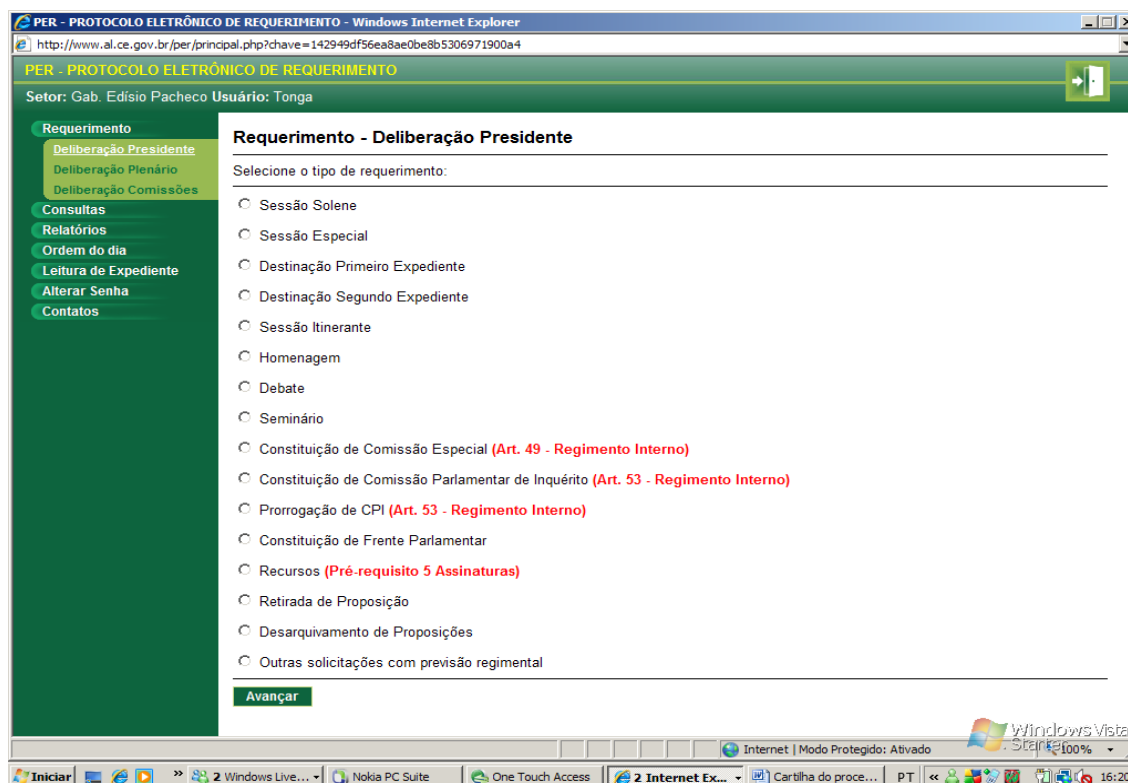 PER - PROTOCOLO ELETRÔNICO DE REQUERIMENTO - Windows Internet Explorer
http://www.al.ce.gov.br/per/principal.php?chave=142949df56ea8ae0be8b5306971900a4
PER - PROTOCOLO ELETRÔNICO DE REQUERIMENTO
Setor: Gab. Edísio Pacheco Usuário: Tonga
Requerimento
Deliberação Presidente
Deliberação Plenário
Deliberação Comissões
Consultas
Relatórios
Ordem do dia
Leitura de Expediente
Alterar Senha
Contatos
Requerimento - Deliberação Presidente
Selecione o tipo de requerimento:
Sessão Solene
Sessão Especial
Destinação Primeiro Expediente
Destinação Segundo Expediente
Sessão Itinerante
Homenagem
Debate
Seminário
Constituição de Comissão Especial (Art. 49 - Regimento Interno)
Constituição de Comissão Parlamentar de Inquérito (Art. 53 - Regimento Interno)
Prorrogação de CPI (Art. 53 - Regimento Interno)
Constituição de Frente Parlamentar
Recursos (Pré-requisito 5 Assinaturas)
Retirada de Proposição
Desarquivamento de Proposições
Outras solicitações com previsão regimental
Avançar
Windows Vista
Starter
Internet | Modo Protegido: Ativado
100%
Iniciar
» 2 Windows Live...
Nokia PC Suite
One Touch Access
2 Internet Ex...
Cartilha do proce...
PT
«
16:20